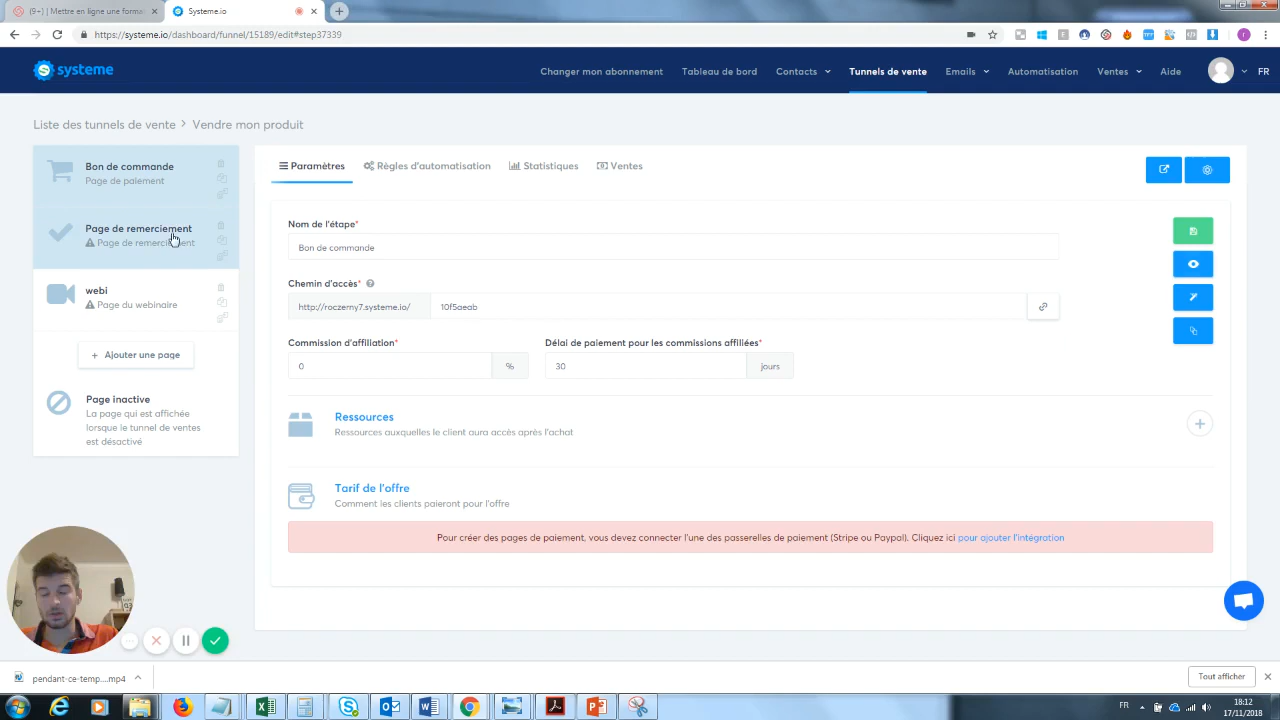 (9+) | Mettre en ligne une forma
Systeme.io
https://systeme.io/dashboard/funnel/15189/edit#step37339
systeme
Changer mon abonnement
Tableau de bord
Contacts
Tunnels de vente
Emails
Automatisation
Ventes
Aide
FR
Liste des tunnels de vente > Vendre mon produit
Bon de commande
Page de paiement
Page de remerciement
Page de remerciement
webi
Page du webinaire
+ Ajouter une page
Page inactive
La page qui est affichée
lorsque le tunnel de ventes
est désactivé
Paramètres
Règles d'automatisation
Statistiques
Ventes
Nom de l'étape*
Bon de commande
Chemin d'accès*
http://roczerny7.systeme.io/
10f5aeab
Commission d'affiliation*
Délai de paiement pour les commissions affiliées*
0
%
30
jours
Ressources
Ressources auxquelles le client aura accès après l'achat
Tarif de l'offre
Comment les clients paieront pour l'offre
Pour créer des pages de paiement, vous devez connecter l'une des passerelles de paiement (Stripe ou Paypal). Cliquez ici pour ajouter l'intégration
pendant-ce-temp....mp4
Tout afficher
FR
18:12
17/11/2018